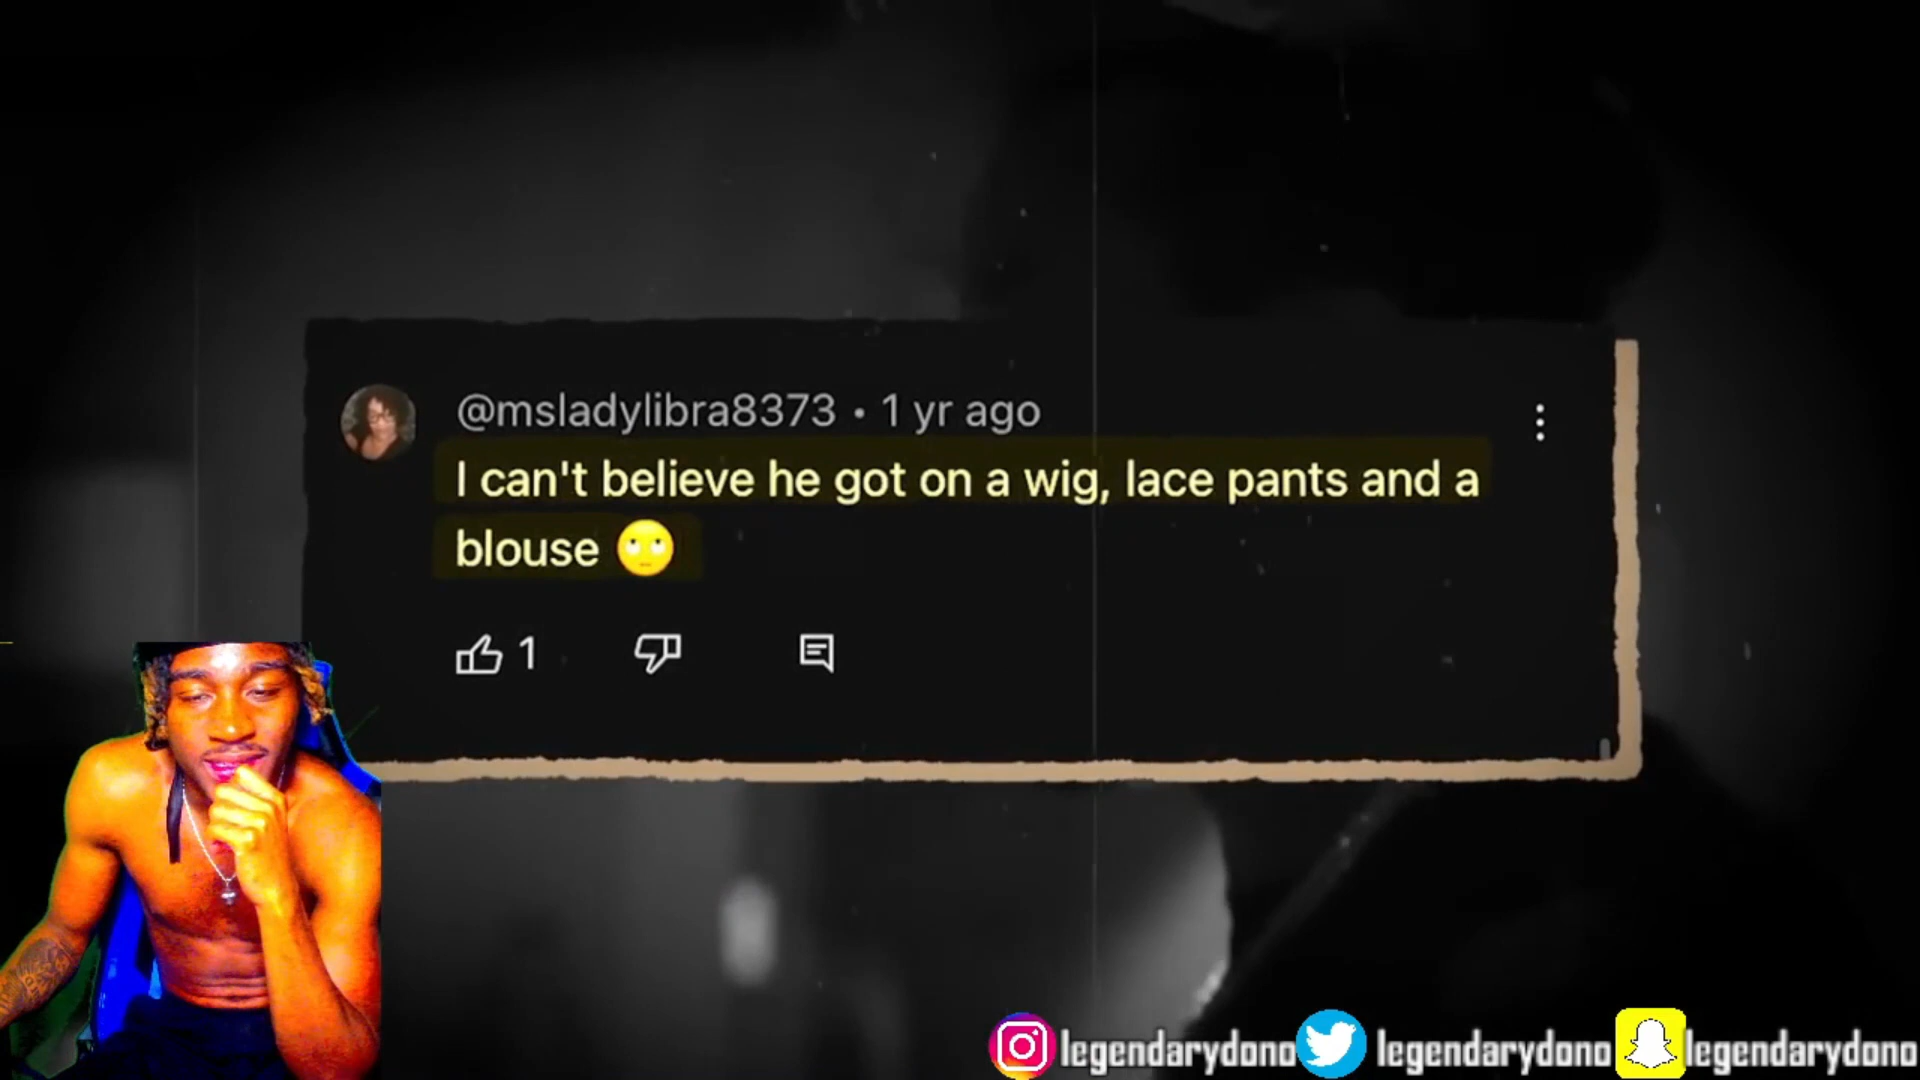 @msladylibra8373 • 1 yr ago
I can't believe he got on a wig, lace pants and a
blouse 🙄
1
legendarydono legendarydono legendarydono